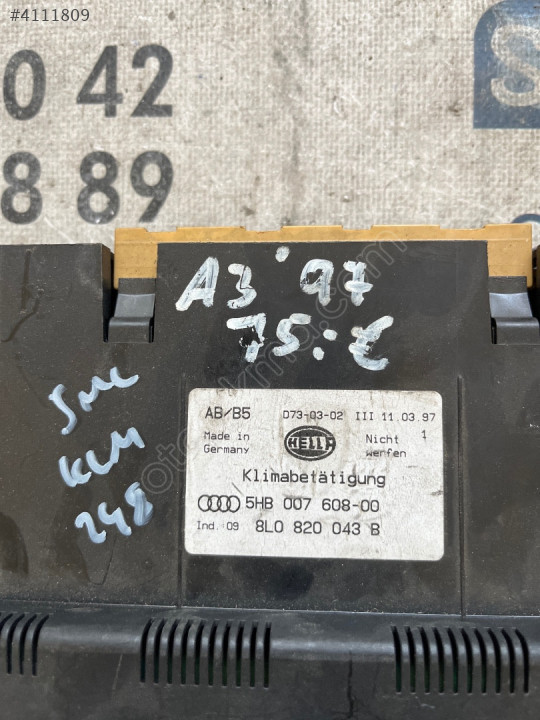 #4111809
0 42
8 89
A3 '97
75:€
SMC
KLM
248
AB/B5 D73-03-02 III 11.03.97
Made in Germany
HELLA
Nicht werfen
1
Klimabetätigung
5HB 007 608-00
Ind. 09 8L0 820 043 B